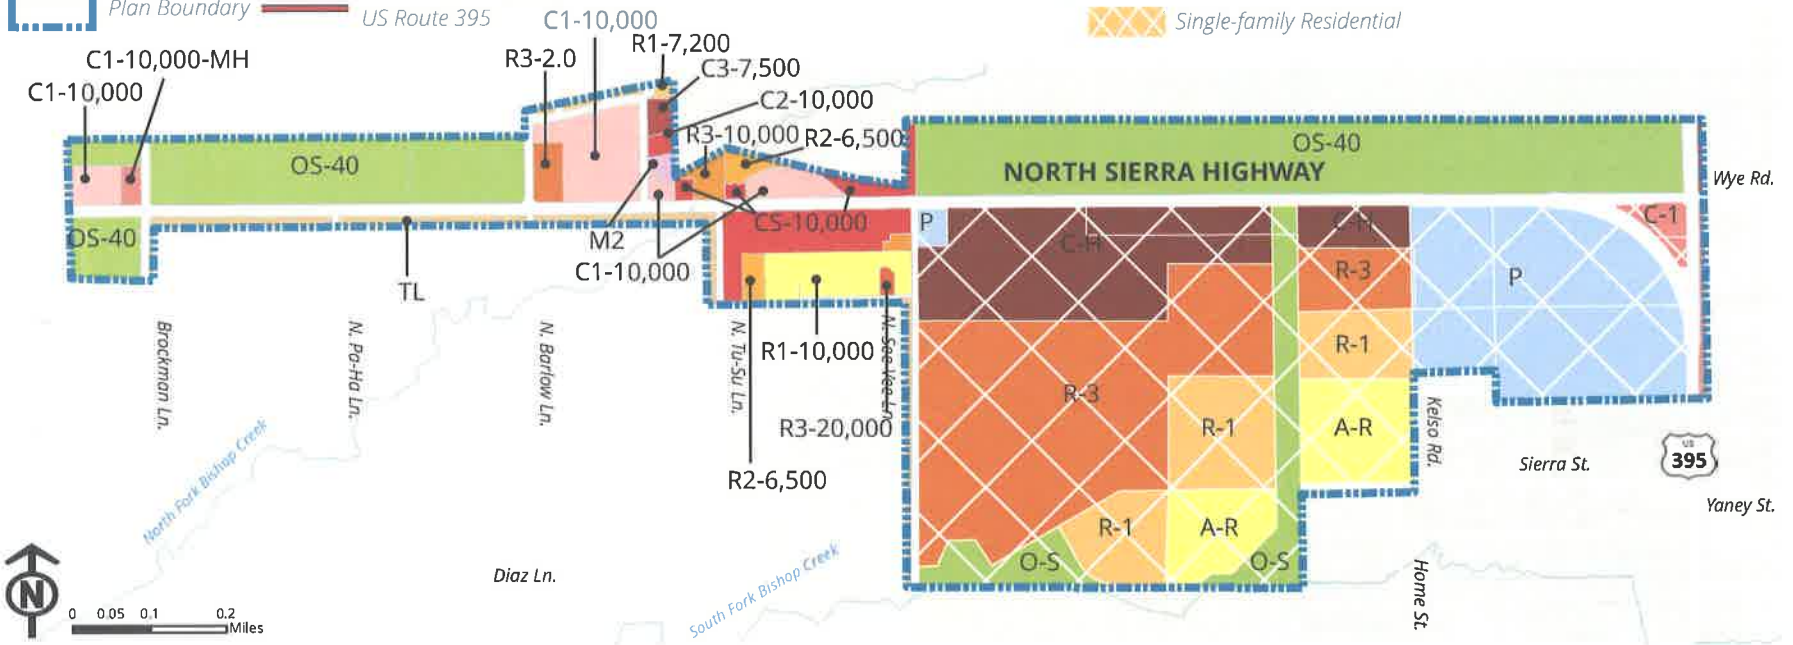 Plan Boundary
US Route 395
C1-10,000
Single-family Residential
C1-10,000-MH
C1-10,000
R3-2.0
R1-7,200
C3-7,500
C2-10,000
R3-10,000
R2-6,500
OS-40
OS-40
NORTH SIERRA HIGHWAY
Wye Rd.
OS-40
M2
CS-10,000
P
C-H
C-H
C-1
C1-10,000
TL
R-3
P
Brockman Ln.
N. Pa-Ha Ln.
N. Barlow Ln.
N. Tu-Su Ln.
N. See Vee Ln.
R1-10,000
R-1
R-3
R-1
A-R
R3-20,000
Kelso Rd.
Sierra St.
US
395
R2-6,500
Yaney St.
North Fork Bishop Creek
R-1
A-R
O-S
O-S
Diaz Ln.
South Fork Bishop Creek
Home St.
N
0 0.05 0.1 0.2
Miles